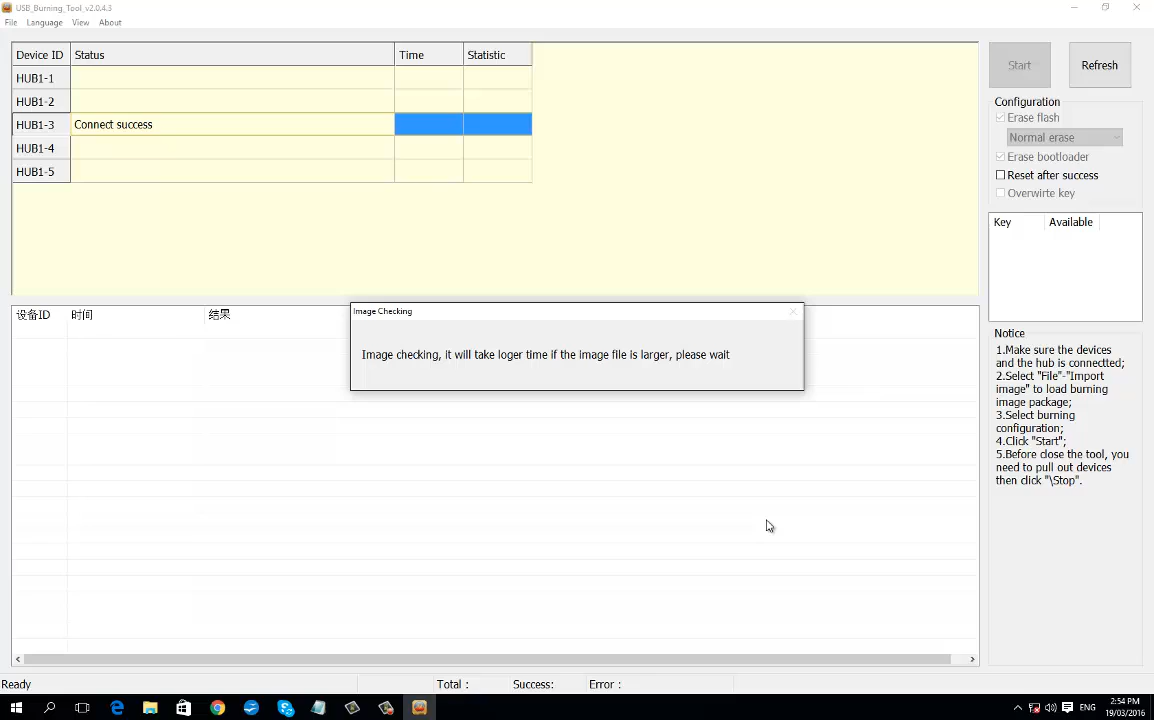 USB_Burning_Tool_v2.0.4.3
File Language View About
Device ID Status Time Statistic
HUB1-1
HUB1-2
HUB1-3 Connect success
HUB1-4
HUB1-5
Start Refresh
Configuration
Erase flash
Normal erase
Erase bootloader
Reset after success
Overwirte key
Key Available
设备ID 时间 结果
Image Checking
Image checking, it will take loger time if the image file is larger, please wait
Notice
1.Make sure the devices
and the hub is connectted;
2.Select "File"-"Import
image" to load burning
image package;
3.Select burning
configuration;
4.Click "Start";
5.Before close the tool, you
need to pull out devices
then click "\Stop".
Ready Total : Success: Error :
ENG
2:54 PM
19/03/2016